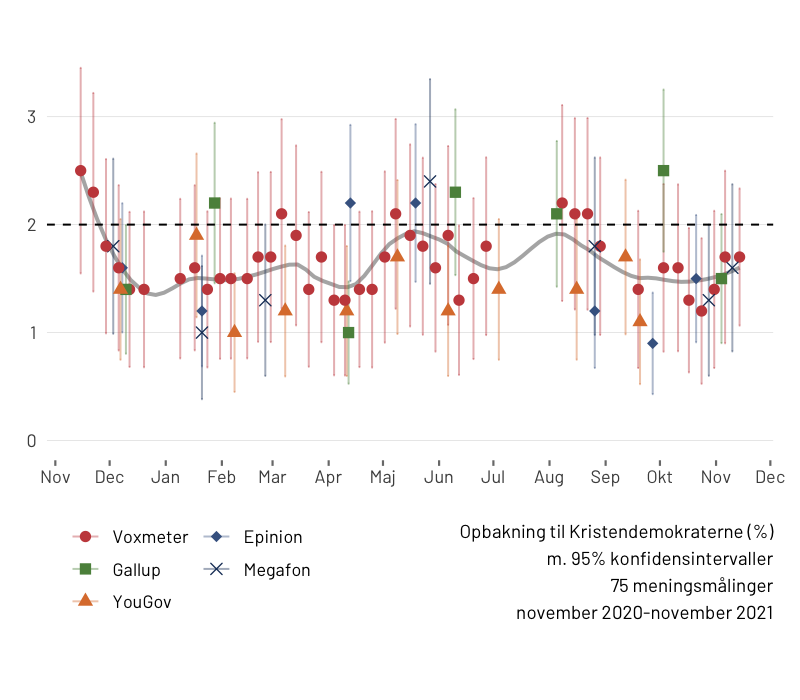 3
2
1
0
Nov Dec Jan Feb Mar Apr Maj Jun Jul Aug Sep Okt Nov Dec
Voxmeter Epinion
Gallup Megafon
YouGov
Opbakning til Kristendemokraterne (%)
m. 95% konfidensintervaller
75 meningsmålinger
november 2020-november 2021